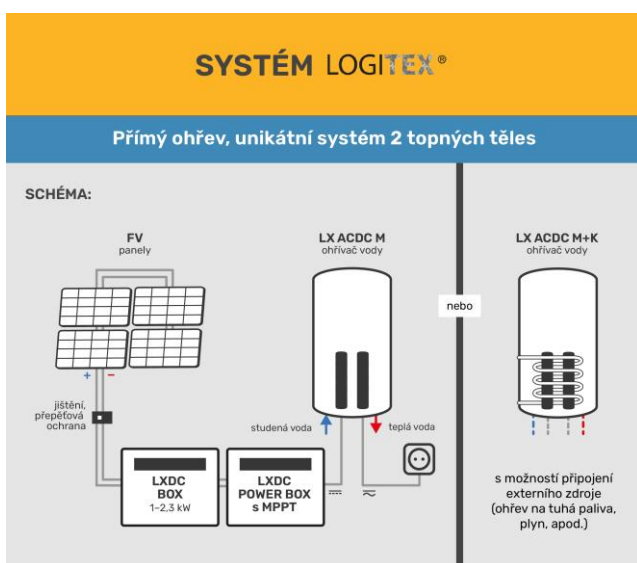 SYSTÉM LOGITEX®
Přímý ohřev, unikátní systém 2 topných těles
SCHÉMA:
FV
panely
LX ACDC M
ohřívač vody
LX ACDC M+K
ohřívač vody
nebo
+ −
jištění,
přepěťová
ochrana
studená voda
teplá voda
LXDC
BOX
1–2,3 kW
LXDC
POWER BOX
s MPPT
s možností připojení
externího zdroje
(ohřev na tuhá paliva,
plyn, apod.)